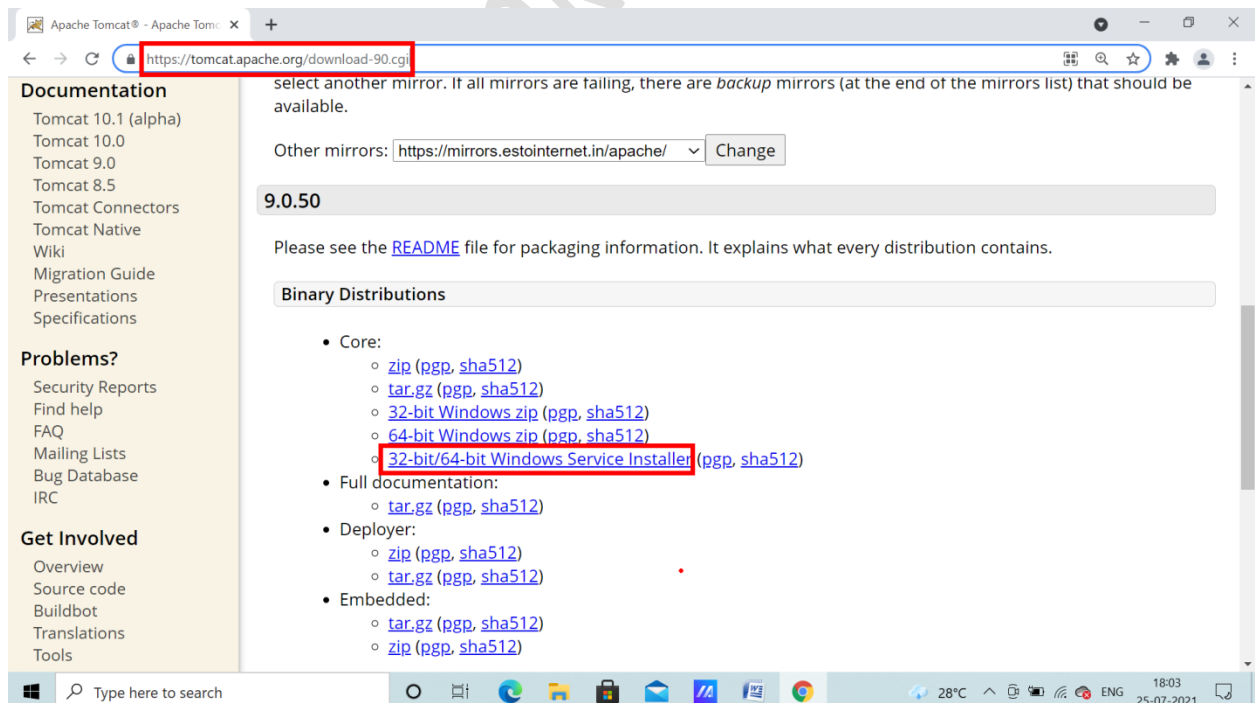 Apache Tomcat® - Apache Tomc
https://tomcat.apache.org/download-90.cgi
Documentation
Tomcat 10.1 (alpha)
Tomcat 10.0
Tomcat 9.0
Tomcat 8.5
Tomcat Connectors
Tomcat Native
Wiki
Migration Guide
Presentations
Specifications
Problems?
Security Reports
Find help
FAQ
Mailing Lists
Bug Database
IRC
Get Involved
Overview
Source code
Buildbot
Translations
Tools
select another mirror. If all mirrors are failing, there are backup mirrors (at the end of the mirrors list) that should be
available.
Other mirrors: https://mirrors.estointernet.in/apache/ Change
9.0.50
Please see the README file for packaging information. It explains what every distribution contains.
Binary Distributions
Core:
zip (pgp, sha512)
tar.gz (pgp, sha512)
32-bit Windows zip (pgp, sha512)
64-bit Windows zip (pgp, sha512)
32-bit/64-bit Windows Service Installer (pgp, sha512)
Full documentation:
tar.gz (pgp, sha512)
Deployer:
zip (pgp, sha512)
tar.gz (pgp, sha512)
Embedded:
tar.gz (pgp, sha512)
zip (pgp, sha512)
Type here to search
28°C
ENG
18:03
25-07-2021